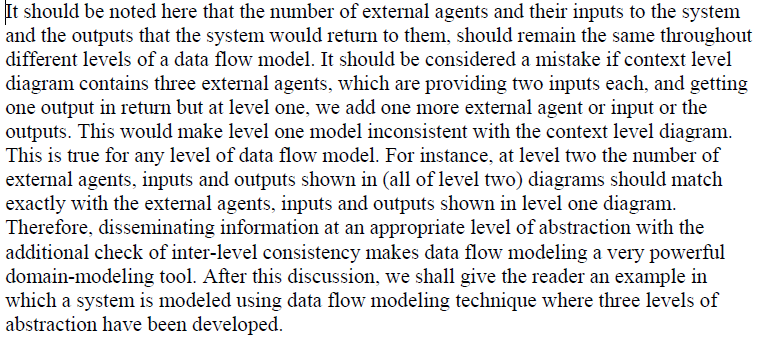 It should be noted here that the number of external agents and their inputs to the system
and the outputs that the system would return to them, should remain the same throughout
different levels of a data flow model. It should be considered a mistake if context level
diagram contains three external agents, which are providing two inputs each, and getting
one output in return but at level one, we add one more external agent or input or the
outputs. This would make level one model inconsistent with the context level diagram.
This is true for any level of data flow model. For instance, at level two the number of
external agents, inputs and outputs shown in (all of level two) diagrams should match
exactly with the external agents, inputs and outputs shown in level one diagram.
Therefore, disseminating information at an appropriate level of abstraction with the
additional check of inter-level consistency makes data flow modeling a very powerful
domain-modeling tool. After this discussion, we shall give the reader an example in
which a system is modeled using data flow modeling technique where three levels of
abstraction have been developed.